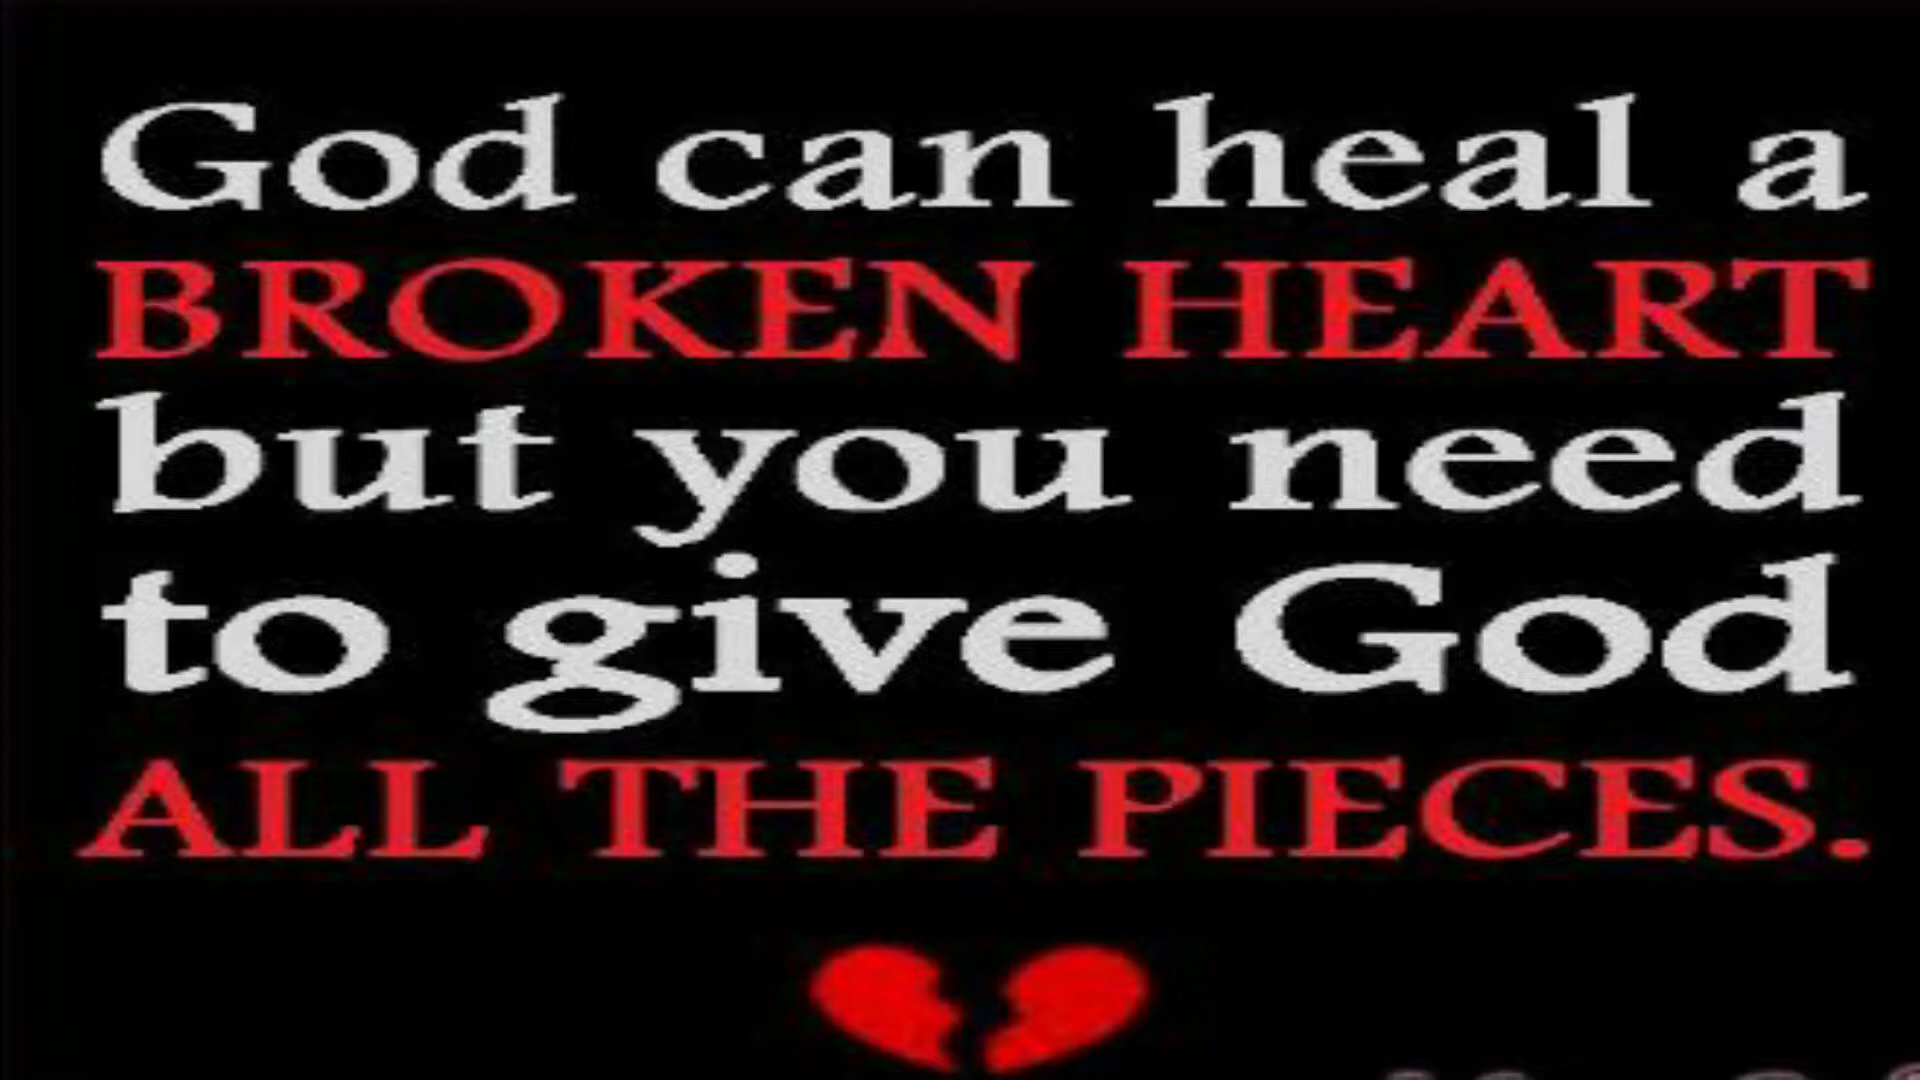 God can heal a
BROKEN HEART
but you need
to give God
ALL THE PIECES.